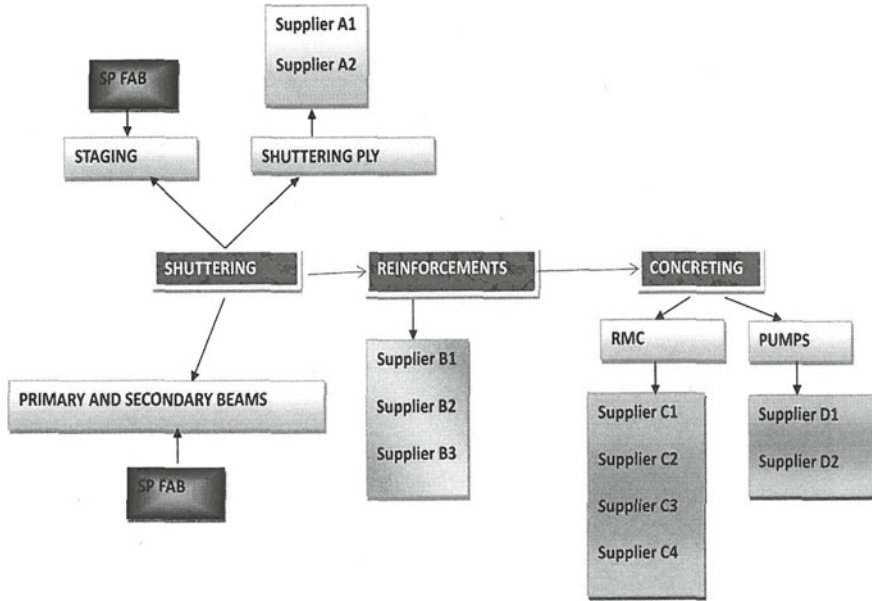 Supplier A1
Supplier A2
SP FAB
STAGING
SHUTTERING PLY
SHUTTERING
REINFORCEMENTS
CONCRETING
RMC
PUMPS
Supplier B1
Supplier B2
Supplier B3
PRIMARY AND SECONDARY BEAMS
SP FAB
Supplier C1
Supplier C2
Supplier C3
Supplier C4
Supplier D1
Supplier D2